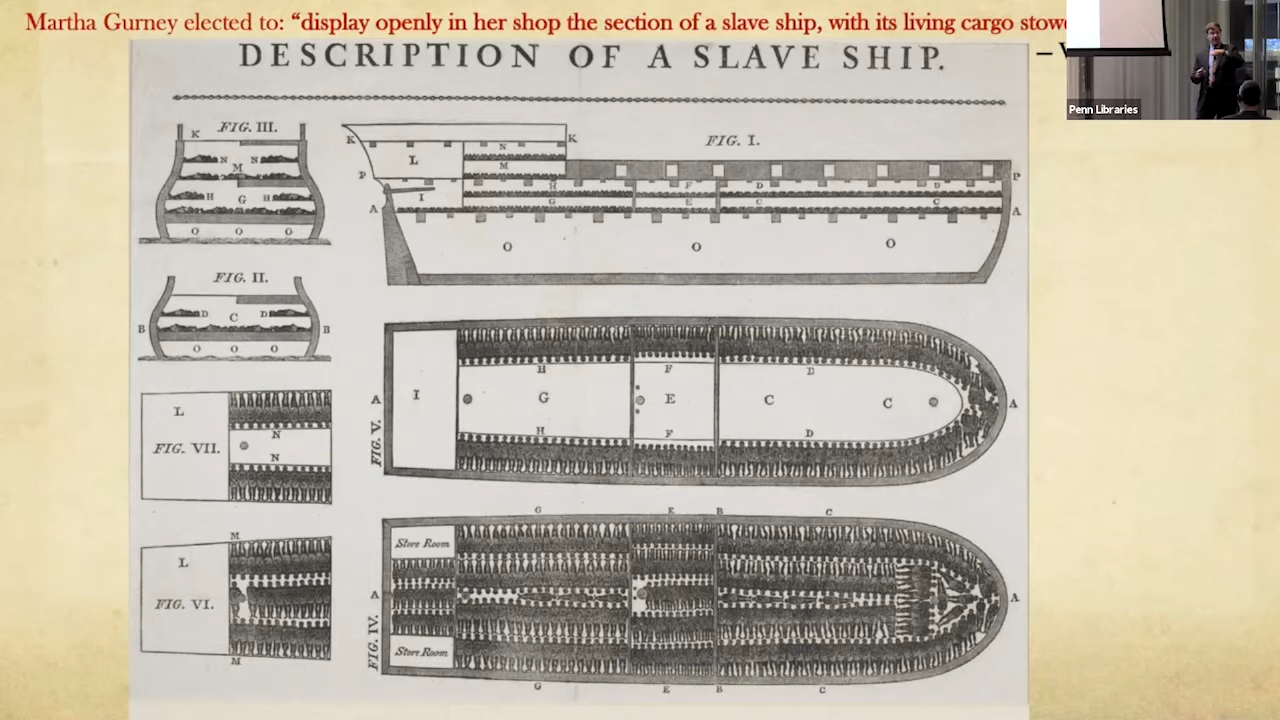 Martha Gurney elected to: “display openly in her shop the section of a slave ship, with its living cargo
Penn Libraries
DESCRIPTION OF A SLAVE SHIP.
FIG. III.
K
N
M
N
H
G
H
O O O
FIG. II.
D
C
D
B
B
O O O
FIG. I.
K
K
L
N
M
P
H
F
D
D
P
I
G
E
C
C
A
A
O O O
FIG. V.
A
I
H
F
D
G
E
C
C
A
H
F
D
FIG. VII.
L
N
N
FIG. VI.
M
L
M
FIG. IV.
G
E
B
C
Store Room
A
A
Store Room
G
E
B
C